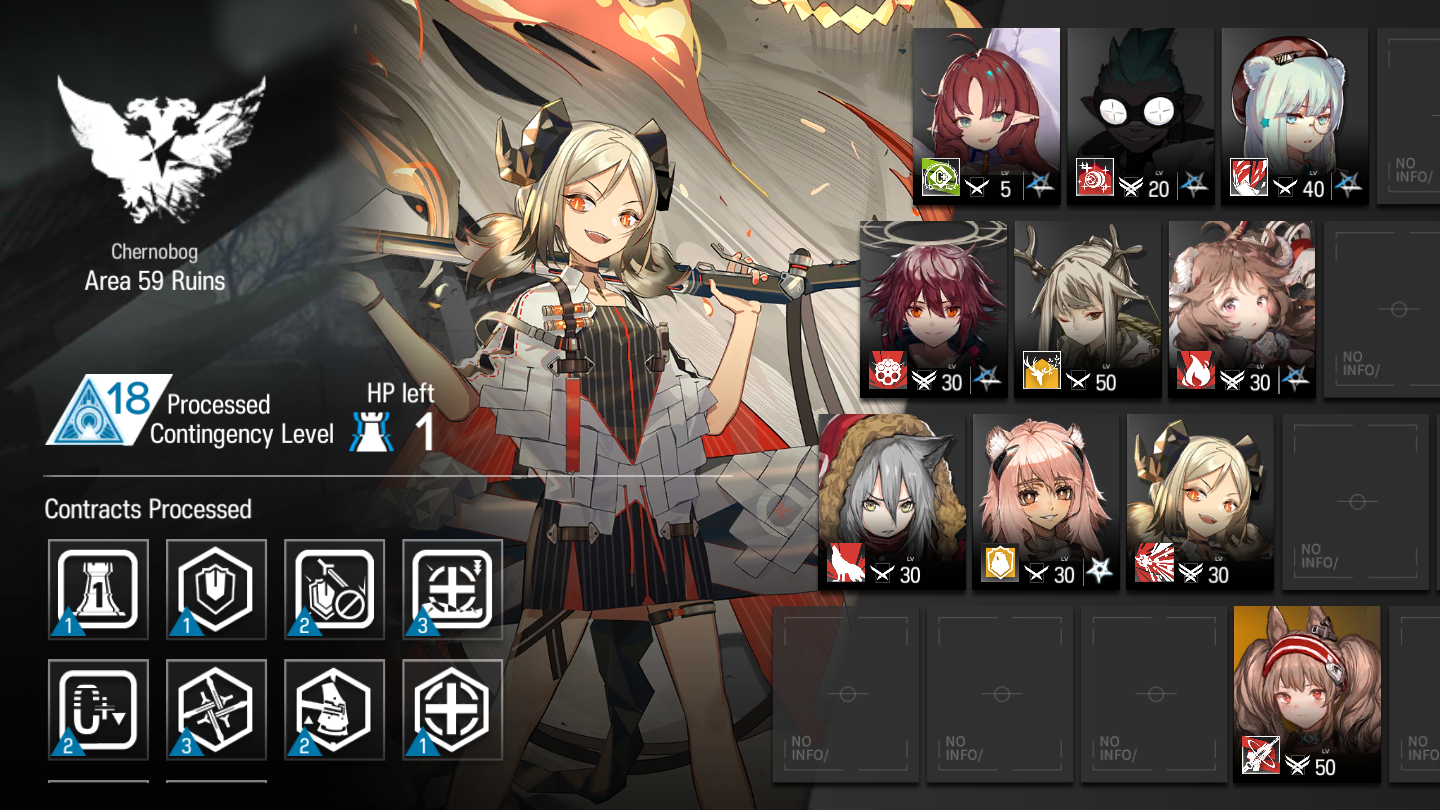 Chernobog
Area 59 Ruins
18
Processed
Contingency Level
HP left
1
Contracts Processed
1
1
1
2
3
2
3
2
1
LV
5
LV
20
LV
40
NO
INFO/
LV
30
LV
50
LV
30
NO
INFO/
LV
30
LV
30
LV
30
NO
INFO/
NO
INFO/
NO
INFO/
NO
INFO/
LV
50
NO
INFO/